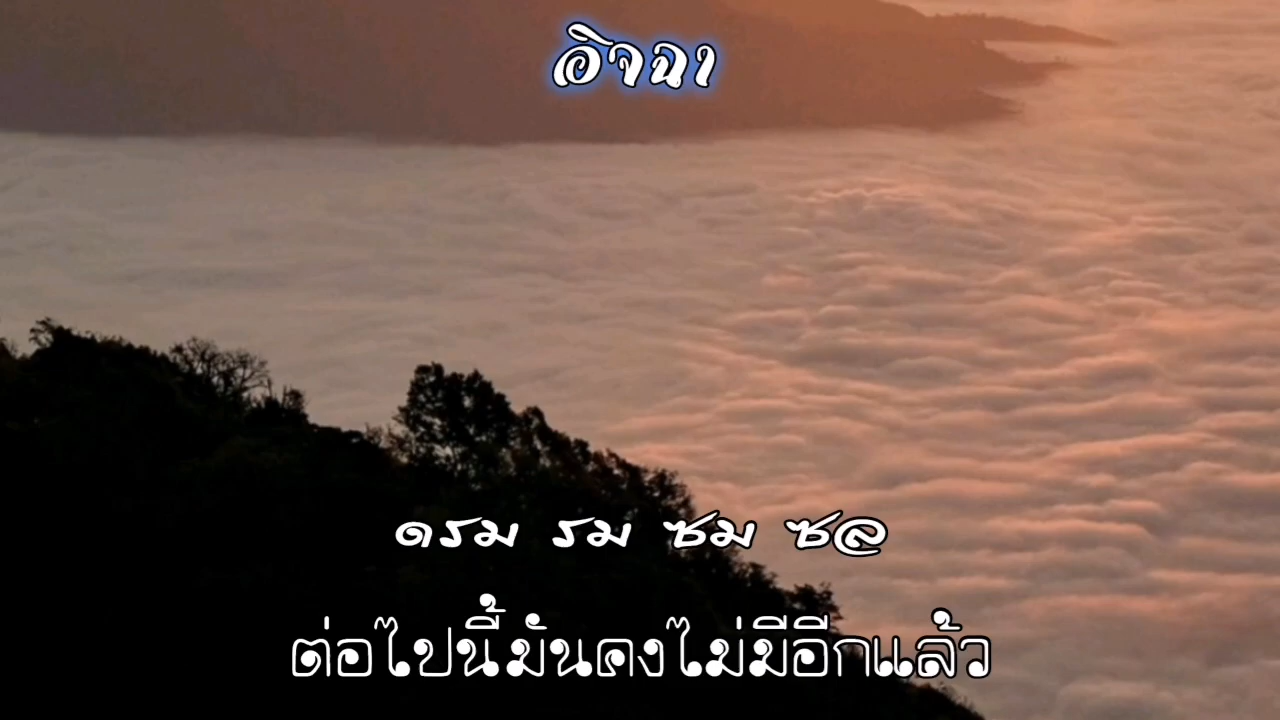 อิจฉา
ดรม รม ซม ซล
ต่อไปนี้มันคงไม่มีอีกแล้ว